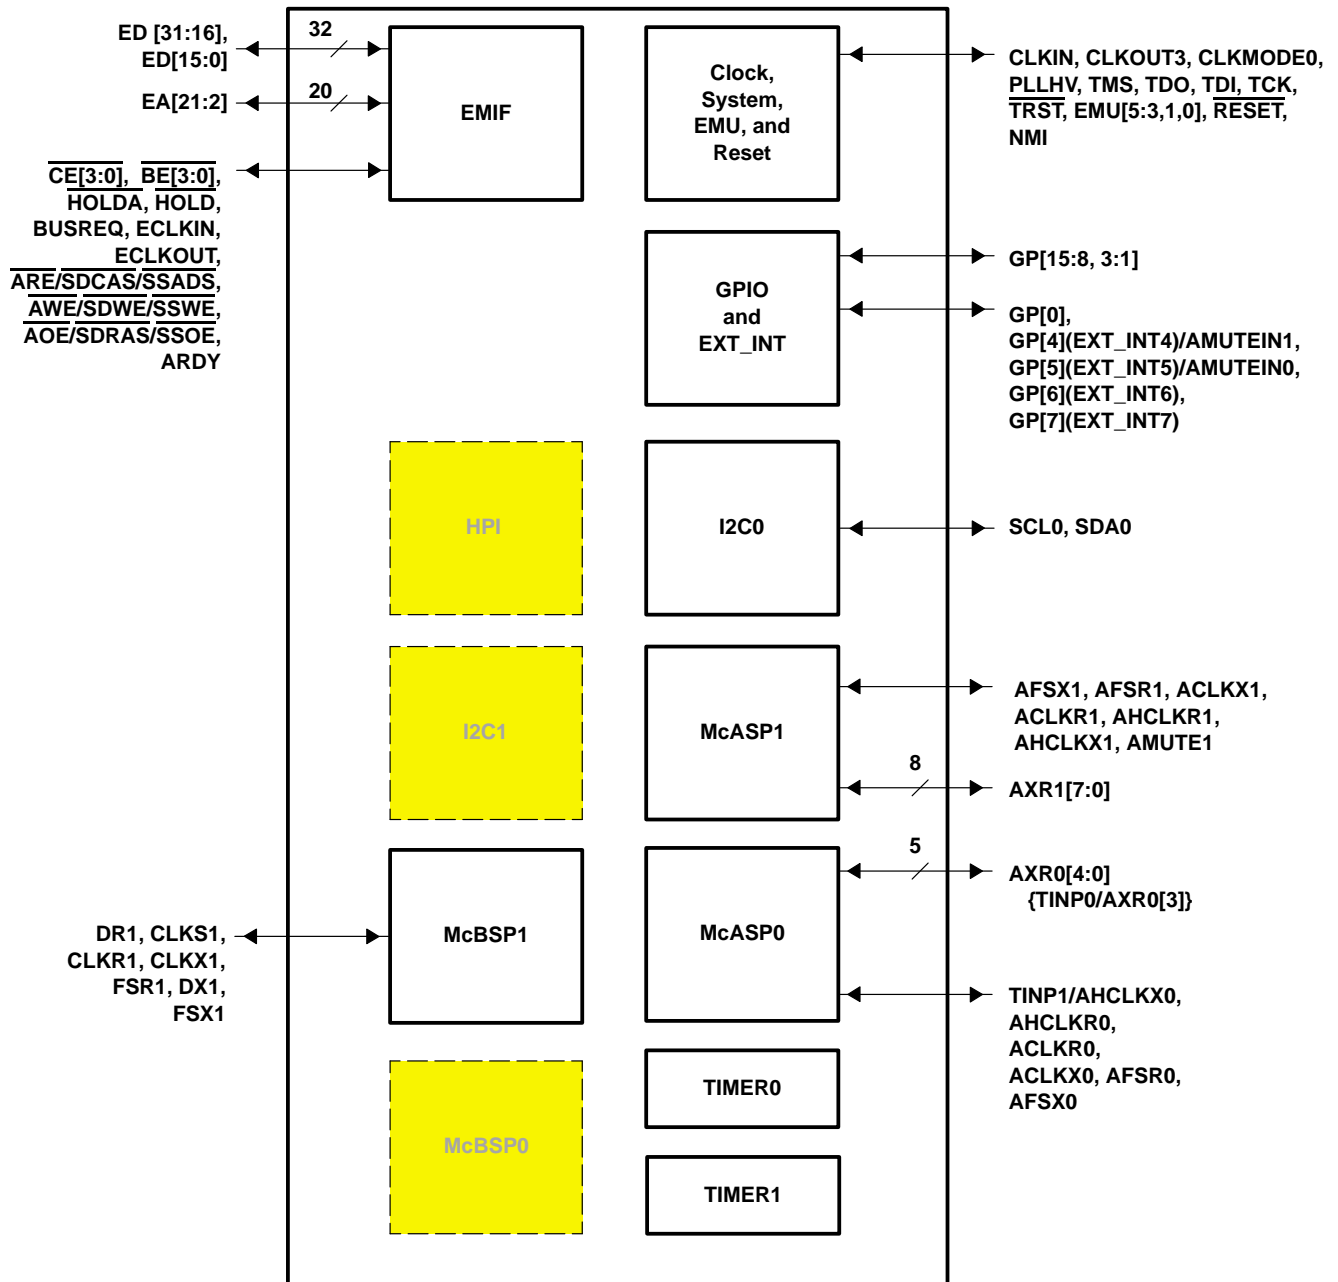 ED [31:16],
ED[15:0]
32
EA[21:2]
20
EMIF
CE[3:0], BE[3:0],
HOLDA, HOLD,
BUSREQ, ECLKIN,
ECLKOUT,
ARE/SDCAS/SSADS,
AWE/SDWE/SSWE,
AOE/SDRAS/SSOE,
ARDY
Clock,
System,
EMU, and
Reset
CLKIN, CLKOUT3, CLKMODE0,
PLLHV, TMS, TDO, TDI, TCK,
TRST, EMU[5:3,1,0], RESET,
NMI
GPIO
and
EXT_INT
GP[15:8, 3:1]
GP[0],
GP[4](EXT_INT4)/AMUTEIN1,
GP[5](EXT_INT5)/AMUTEIN0,
GP[6](EXT_INT6),
GP[7](EXT_INT7)
HPI
I2C0
SCL0, SDA0
I2C1
McASP1
AFSX1, AFSR1, ACLKX1,
ACLKR1, AHCLKR1,
AHCLKX1, AMUTE1
8
AXR1[7:0]
DR1, CLKS1,
CLKR1, CLKX1,
FSR1, DX1,
FSX1
McBSP1
McASP0
5
AXR0[4:0]
{TINP0/AXR0[3]}
TINP1/AHCLKX0,
AHCLKR0,
ACLKR0,
ACLKX0, AFSR0,
AFSX0
McBSP0
TIMER0
TIMER1